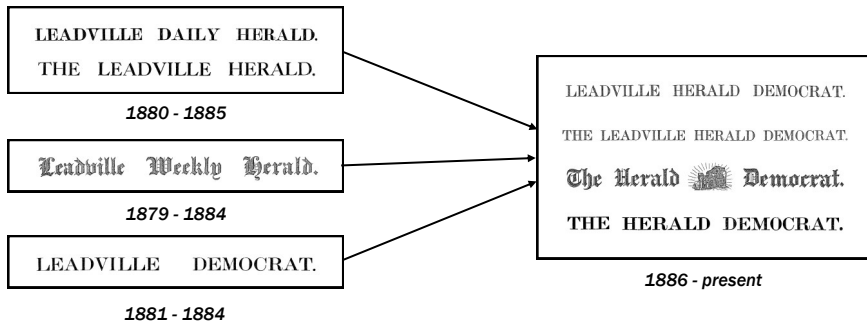 LEADVILLE DAILY HERALD.
THE LEADVILLE HERALD.
1880 - 1885
Leadville Weekly Herald.
1879 - 1884
LEADVILLE DEMOCRAT.
1881 - 1884
LEADVILLE HERALD DEMOCRAT.
THE LEADVILLE HERALD DEMOCRAT.
The Herald Democrat.
THE HERALD DEMOCRAT.
1886 - present